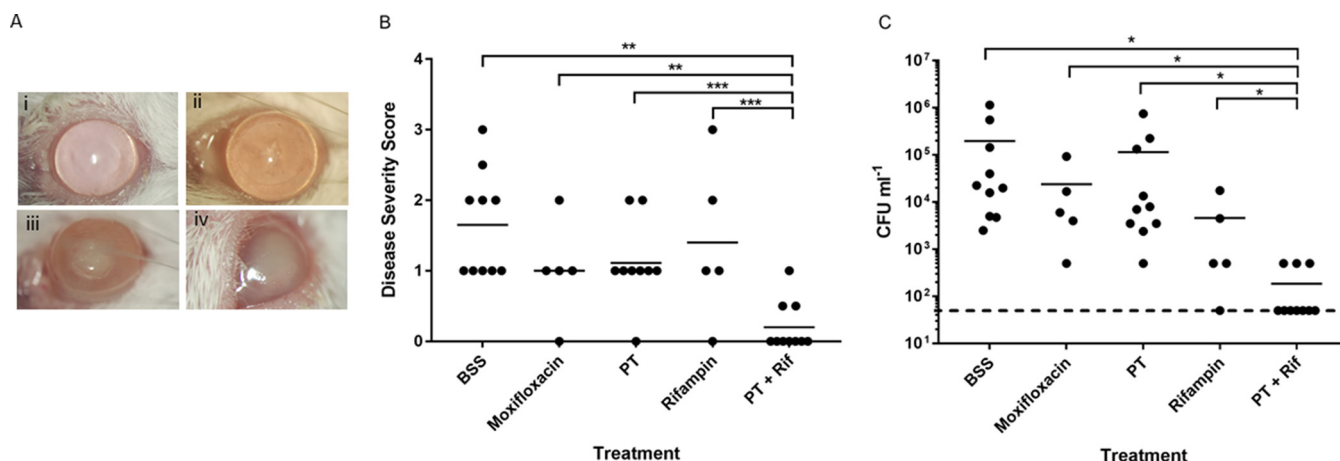 A
i
ii
iii
iv
B
Disease Severity Score
4
3
2
1
0
**
**
***
***
BSS
Moxifloxacin
PT
Rifampin
PT + Rif
Treatment
C
CFU ml-1
10⁷
10⁶
10⁵
10⁴
10³
10²
10¹
*
*
*
*
BSS
Moxifloxacin
PT
Rifampin
PT + Rif
Treatment